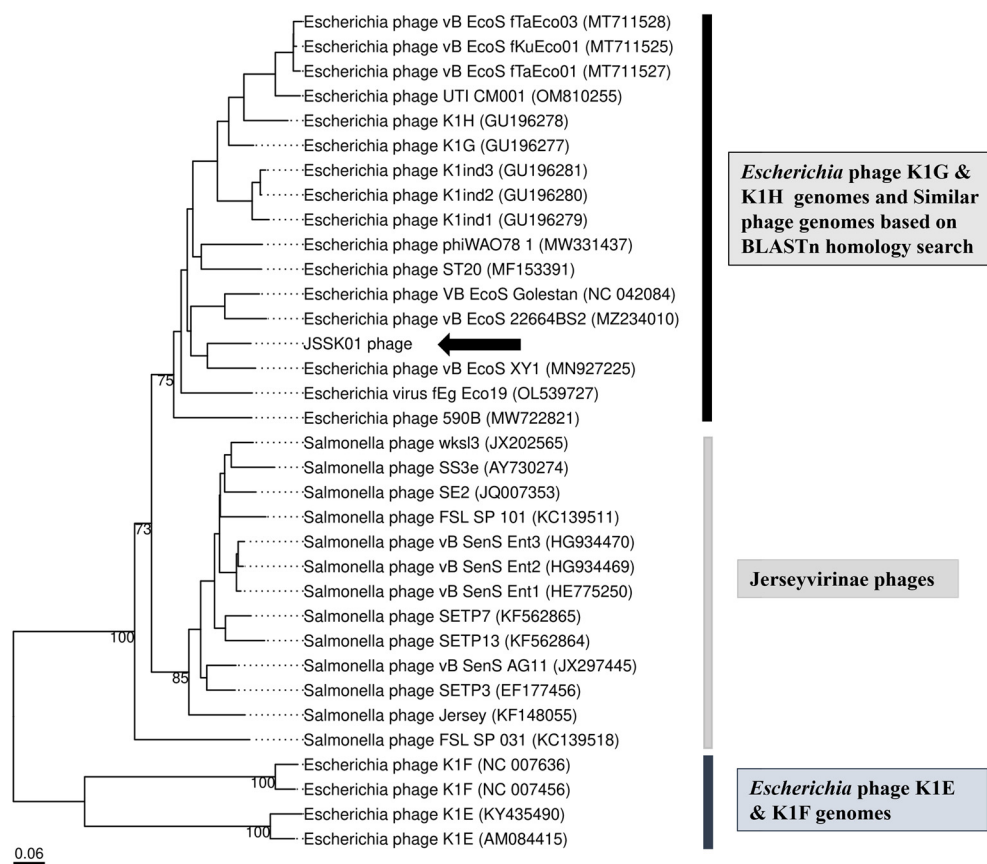 Escherichia phage vB EcoS fTaEco03 (MT711528)
Escherichia phage vB EcoS fKuEco01 (MT711525)
Escherichia phage vB EcoS fTaEco01 (MT711527)
Escherichia phage UTI CM001 (OM810255)
Escherichia phage K1H (GU196278)
Escherichia phage K1G (GU196277)
Escherichia phage K1ind3 (GU196281)
Escherichia phage K1ind2 (GU196280)
Escherichia phage K1ind1 (GU196279)
Escherichia phage phiWAO78 1 (MW331437)
Escherichia phage ST20 (MF153391)
Escherichia phage VB EcoS Golestan (NC 042084)
Escherichia phage vB EcoS 22664BS2 (MZ234010)
JSSK01 phage
Escherichia phage vB EcoS XY1 (MN927225)
75
Escherichia virus fEg Eco19 (OL539727)
Escherichia phage 590B (MW722821)
Salmonella phage wksl3 (JX202565)
Salmonella phage SS3e (AY730274)
Salmonella phage SE2 (JQ007353)
Salmonella phage FSL SP 101 (KC139511)
73
Salmonella phage vB SenS Ent3 (HG934470)
Salmonella phage vB SenS Ent2 (HG934469)
Salmonella phage vB SenS Ent1 (HE775250)
Salmonella phage SETP7 (KF562865)
100
Salmonella phage SETP13 (KF562864)
Salmonella phage vB SenS AG11 (JX297445)
85
Salmonella phage SETP3 (EF177456)
Salmonella phage Jersey (KF148055)
Salmonella phage FSL SP 031 (KC139518)
Escherichia phage K1F (NC 007636)
100
Escherichia phage K1F (NC 007456)
Escherichia phage K1E (KY435490)
100
Escherichia phage K1E (AM084415)
0.06
Escherichia phage K1G &
K1H genomes and Similar
phage genomes based on
BLASTn homology search
Jerseyvirinae phages
Escherichia phage K1E
& K1F genomes